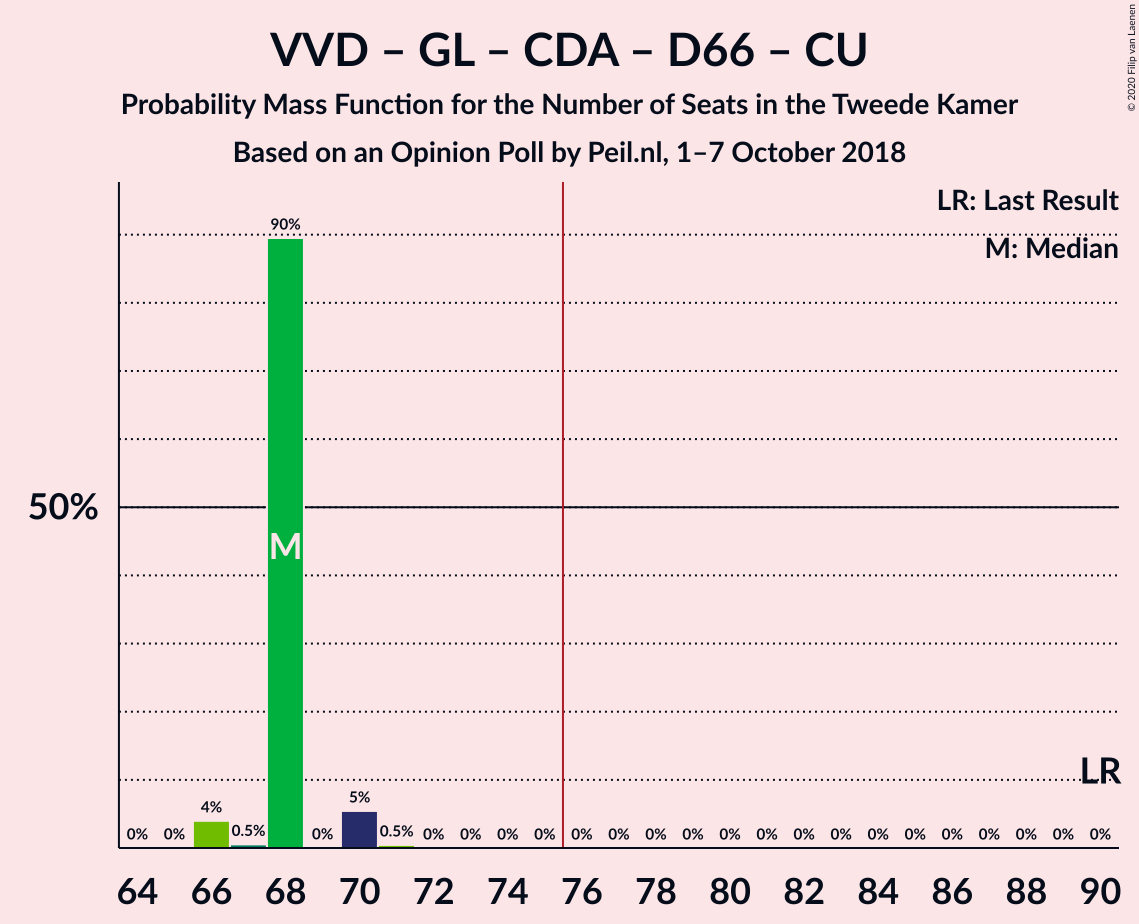 VVD – GL – CDA – D66 – CU
Probability Mass Function for the Number of Seats in the Tweede Kamer
Based on an Opinion Poll by Peil.nl, 1–7 October 2018
© 2020 Filip van Laenen
LR: Last Result
M: Median
90%
50%
M
LR
0% 0% 4% 0.5% 0% 5% 0.5% 0% 0% 0% 0% 0% 0% 0% 0% 0% 0% 0% 0% 0% 0% 0% 0% 0% 0% 0%
64 66 68 70 72 74 76 78 80 82 84 86 88 90